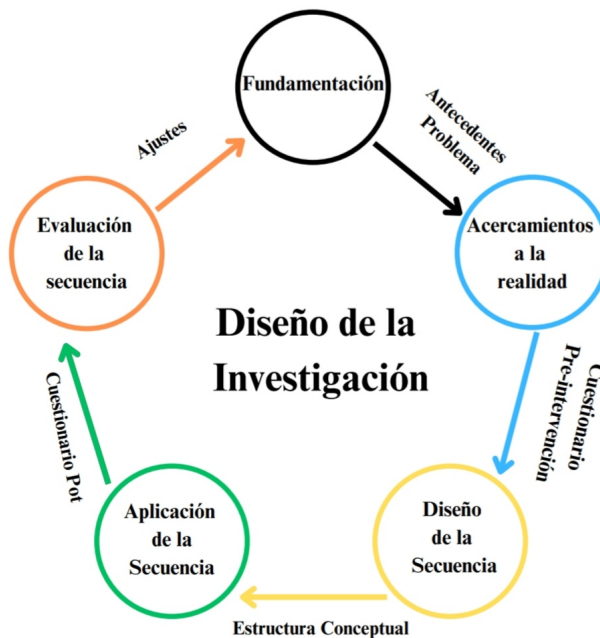 Fundamentación
Antecedentes
Problema
Acercamientos
a la
realidad
Cuestionario
Pre-intervención
Diseño
de la
Secuencia
Estructura Conceptual
Aplicación
de la
Secuencia
Cuestionario Pot
Evaluación
de la
secuencia
Ajustes
Diseño de la
Investigación